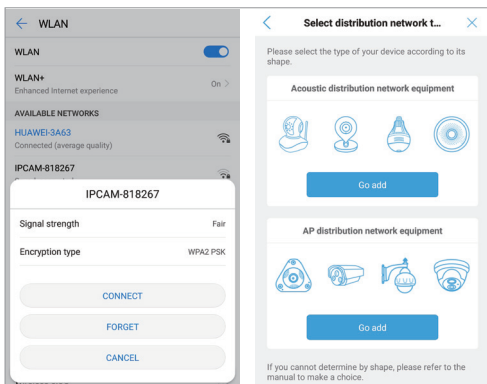 WLAN
WLAN
WLAN+
Enhanced Internet experience
On
AVAILABLE NETWORKS
HUAWEI-3A63
Connected (average quality)
IPCAM-818267
IPCAM-818267
Signal strength
Fair
Encryption type
WPA2 PSK
CONNECT
FORGET
CANCEL
Select distribution network t...
Please select the type of your device according to its
shape.
Acoustic distribution network equipment
Go add
AP distribution network equipment
Go add
If you cannot determine by shape, please refer to the
manual to make a choice.